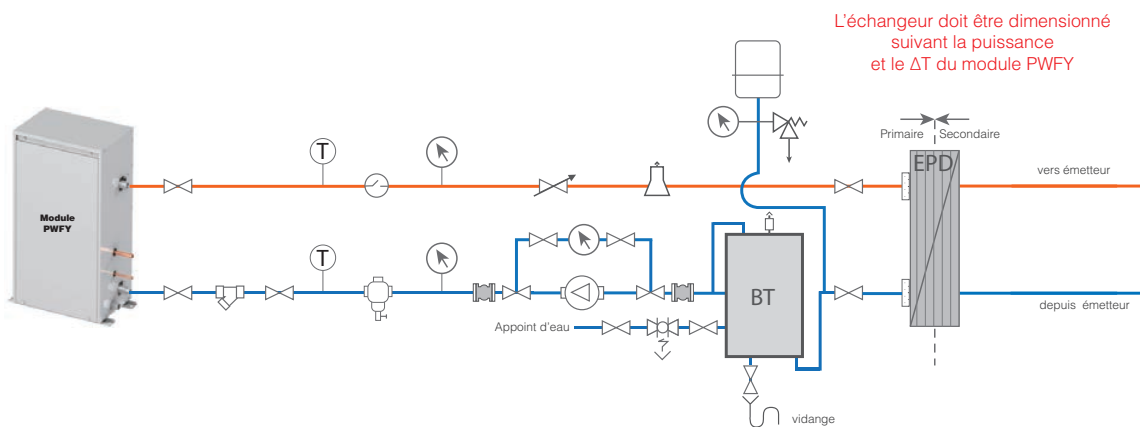 L'échangeur doit être dimensionné
suivant la puissance
et le ΔT du module PWFY
Primaire
Secondaire
EPD
vers émetteur
T
Module
PWFY
T
BT
depuis émetteur
Appoint d'eau
vidange